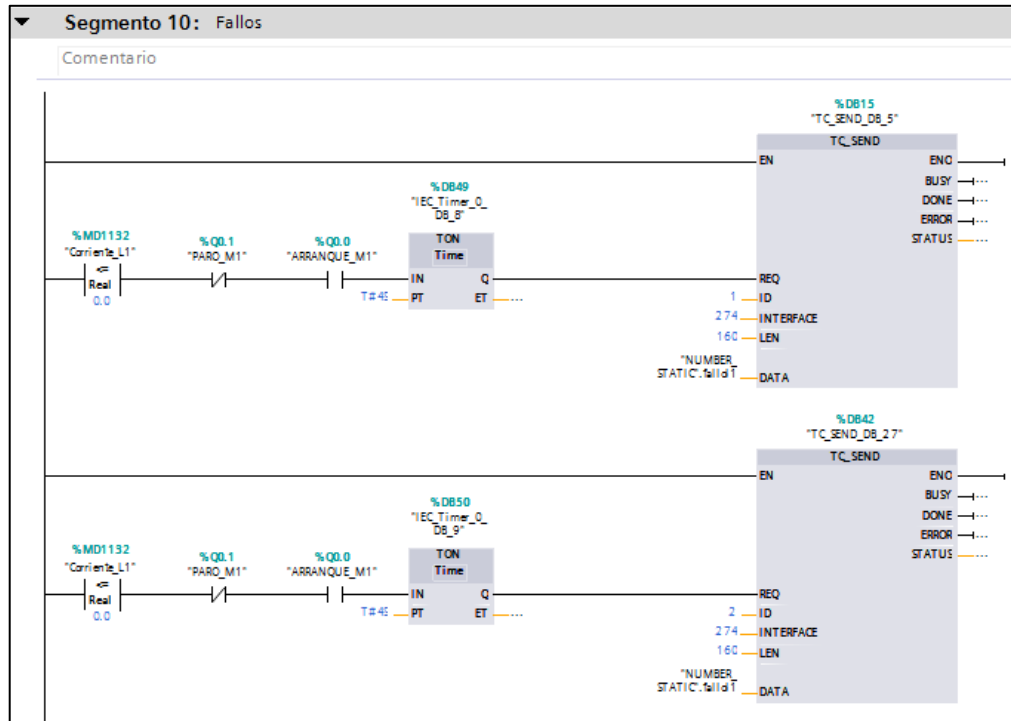 Segmento 10: Fallos
Comentario
%DB15
"TC_SEND_DB_5"
TC_SEND
EN ENO
BUSY ...
DONE ...
ERROR ...
STATUS ...
%DB49
"IEC_Timer_0_
DB_8"
TON
Time
%MD1132
"Corriente_L1"
<=
Real
0.0
%Q0.1
"PARO_M1"
%Q0.0
"ARRANQUE_M1"
IN Q
T#4S PT ET ...
REQ
1 ID
274 INTERFACE
160 LEN
"NUMBER_
STATIC".fallo1 DATA
%DB42
"TC_SEND_DB_27"
TC_SEND
EN ENO
BUSY ...
DONE ...
ERROR ...
STATUS ...
%DB50
"IEC_Timer_0_
DB_9"
TON
Time
%MD1132
"Corriente_L1"
<=
Real
0.0
%Q0.1
"PARO_M1"
%Q0.0
"ARRANQUE_M1"
IN Q
T#4S PT ET ...
REQ
2 ID
274 INTERFACE
160 LEN
"NUMBER_
STATIC".fallo1 DATA